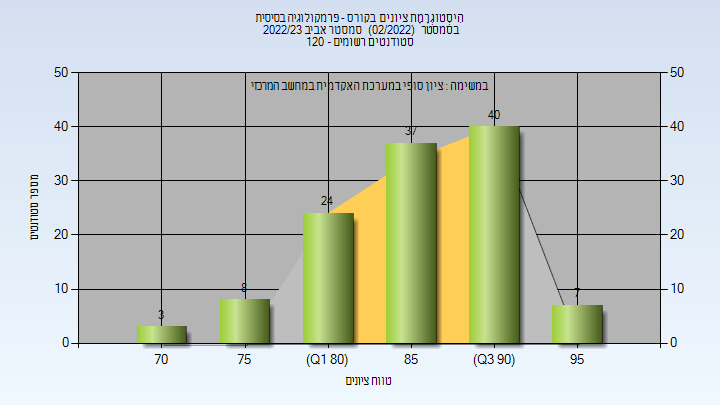 הִיסְטוֹגְרָמַת ציונים בקורס - פרמקולוגיה בסיסית
בסמסטר (02/2022) סמסטר אביב 2022/23
סטודנטים רשומים - 120
במשימה : ציון סופי במערכת האקדמית במחשב המרכזי
50 50
40 40
30 30
20 20
10 10
0 0
מספר סטודנטים
3 8 24 37 40 7
70 75 (Q1 80) 85 (Q3 90) 95
טווח ציונים